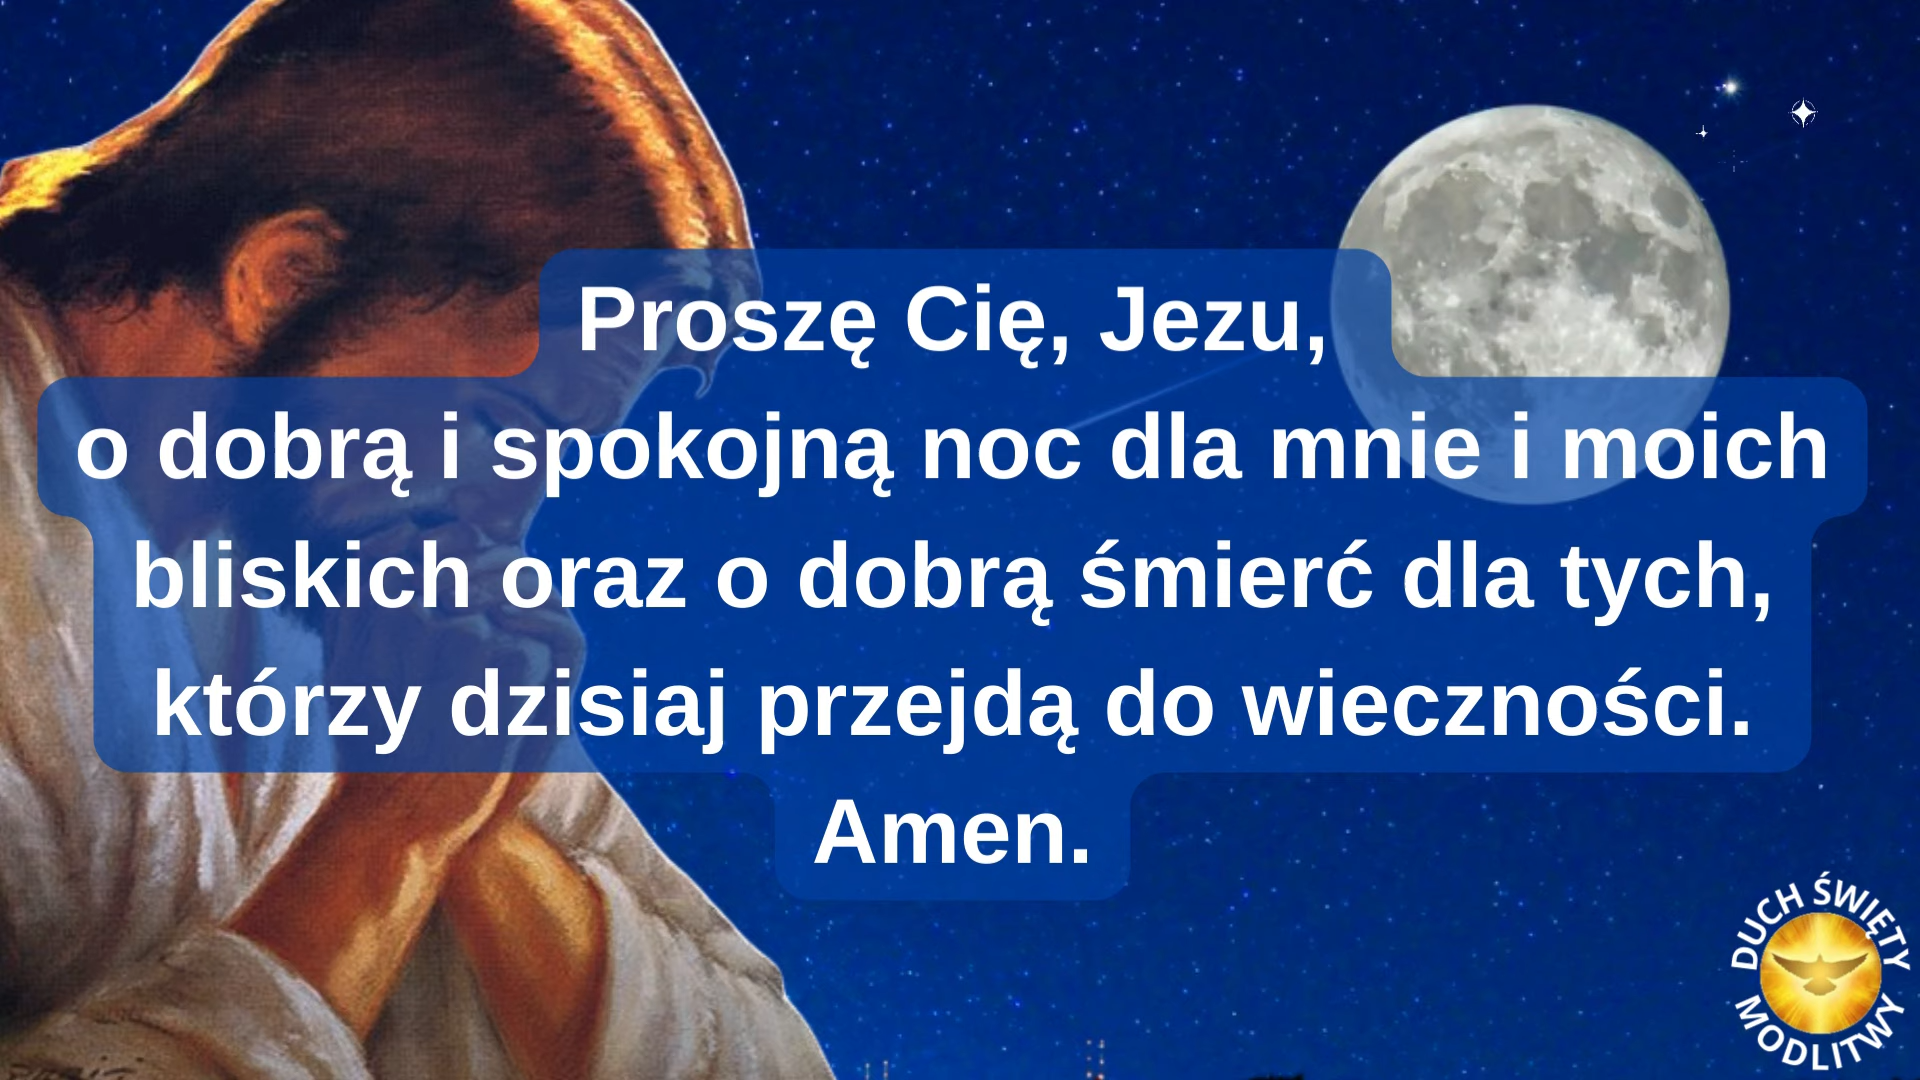 Proszę Cię, Jezu,
o dobrą i spokojną noc dla mnie i moich
bliskich oraz o dobrą śmierć dla tych,
którzy dzisiaj przejdą do wieczności.
Amen.
DUCH ŚWIĘTY
MODLITWY